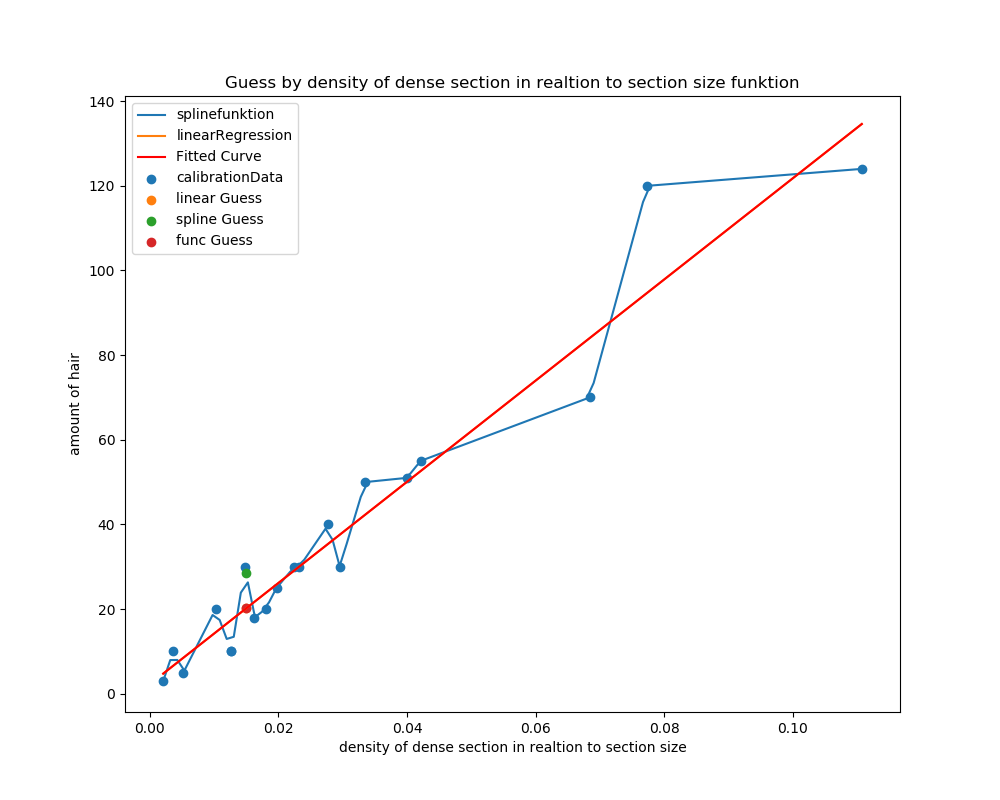 Guess by density of dense section in realtion to section size funktion
splinefunktion
linearRegression
Fitted Curve
calibrationData
linear Guess
spline Guess
func Guess
140
120
100
80
60
40
20
0
amount of hair
0.00 0.02 0.04 0.06 0.08 0.10
density of dense section in realtion to section size